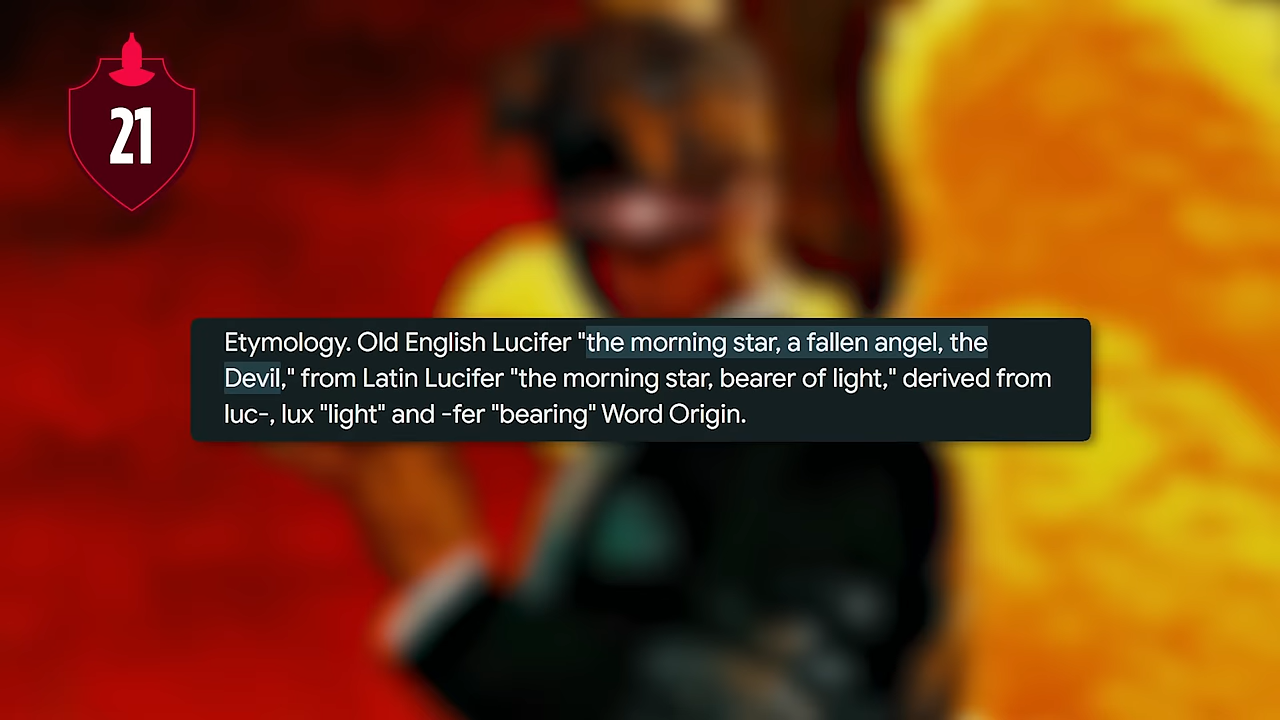 21
Etymology. Old English Lucifer "the morning star, a fallen angel, the
Devil," from Latin Lucifer "the morning star, bearer of light," derived from
luc-, lux "light" and -fer "bearing" Word Origin.